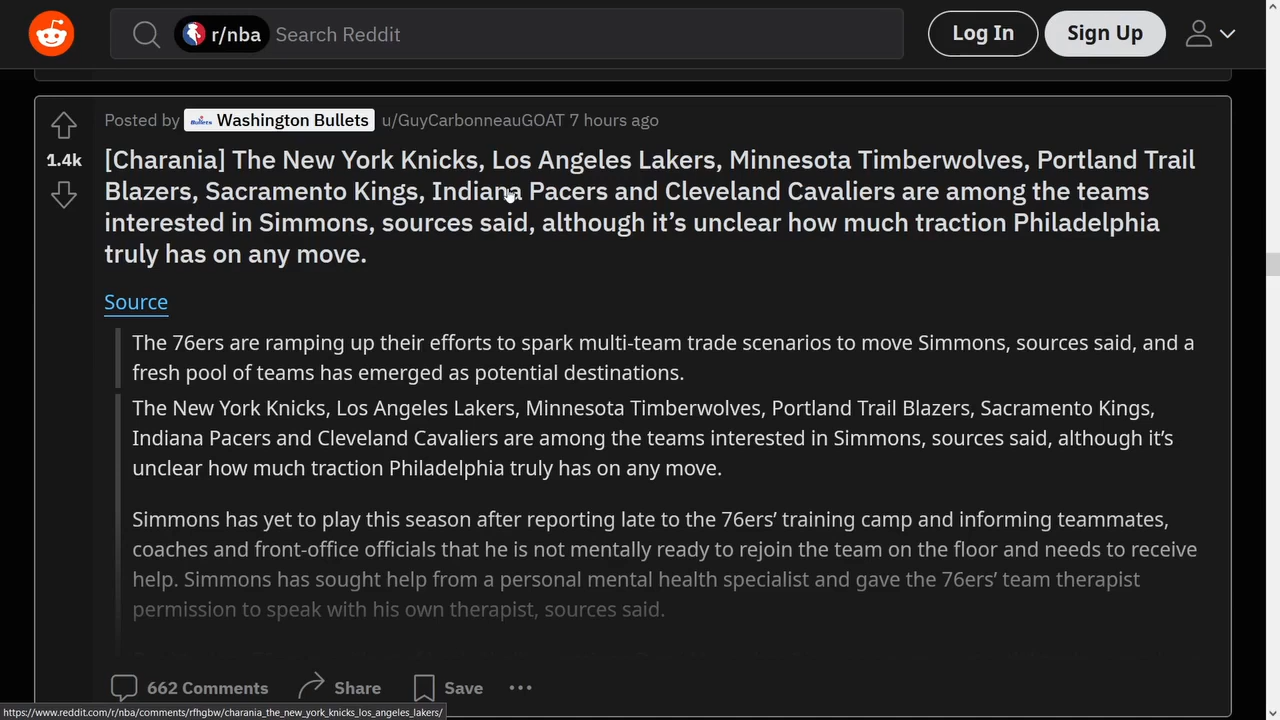 r/nba
Search Reddit
Log In
Sign Up
Posted by Bullets Washington Bullets u/GuyCarbonneauGOAT 7 hours ago
1.4k
[Charania] The New York Knicks, Los Angeles Lakers, Minnesota Timberwolves, Portland Trail
Blazers, Sacramento Kings, Indiana Pacers and Cleveland Cavaliers are among the teams
interested in Simmons, sources said, although it’s unclear how much traction Philadelphia
truly has on any move.
Source
The 76ers are ramping up their efforts to spark multi-team trade scenarios to move Simmons, sources said, and a
fresh pool of teams has emerged as potential destinations.
The New York Knicks, Los Angeles Lakers, Minnesota Timberwolves, Portland Trail Blazers, Sacramento Kings,
Indiana Pacers and Cleveland Cavaliers are among the teams interested in Simmons, sources said, although it’s
unclear how much traction Philadelphia truly has on any move.
Simmons has yet to play this season after reporting late to the 76ers’ training camp and informing teammates,
coaches and front-office officials that he is not mentally ready to rejoin the team on the floor and needs to receive
help. Simmons has sought help from a personal mental health specialist and gave the 76ers’ team therapist
permission to speak with his own therapist, sources said.
662 Comments
Share
Save
https://www.reddit.com/r/nba/comments/rfhgbw/charania_the_new_york_knicks_los_angeles_lakers/